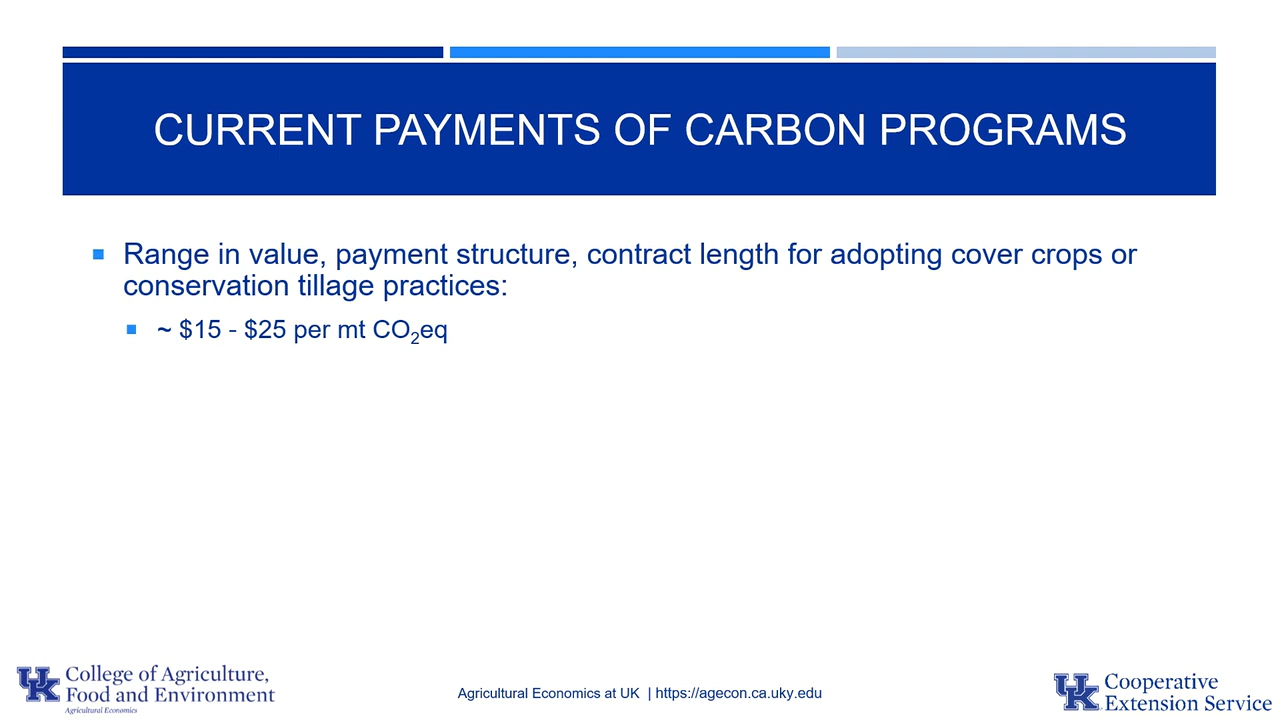 CURRENT PAYMENTS OF CARBON PROGRAMS
Range in value, payment structure, contract length for adopting cover crops or
conservation tillage practices:
~ $15 - $25 per mt CO₂eq
UK College of Agriculture,
Food and Environment
Agricultural Economics
Agricultural Economics at UK | https://agecon.ca.uky.edu
UK Cooperative
Extension Service